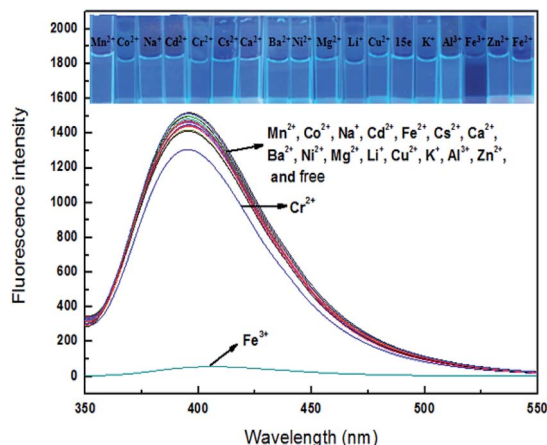 2000
1800
1600
1400
1200
1000
800
600
400
200
0
Fluorescence intensity
Mn²⁺ Co²⁺ Na⁺ Cd²⁺ Cr²⁺ Cs²⁺ Ca²⁺ Ba²⁺ Ni²⁺ Mg²⁺ Li⁺ Cu²⁺ 15e K⁺ Al³⁺ Fe³⁺ Zn²⁺ Fe²⁺
Mn²⁺, Co²⁺, Na⁺, Cd²⁺, Fe²⁺, Cs²⁺, Ca²⁺,
Ba²⁺, Ni²⁺, Mg²⁺, Li⁺, Cu²⁺, K⁺, Al³⁺, Zn²⁺,
and free
Cr²⁺
Fe³⁺
350 400 450 500 550
Wavelength (nm)